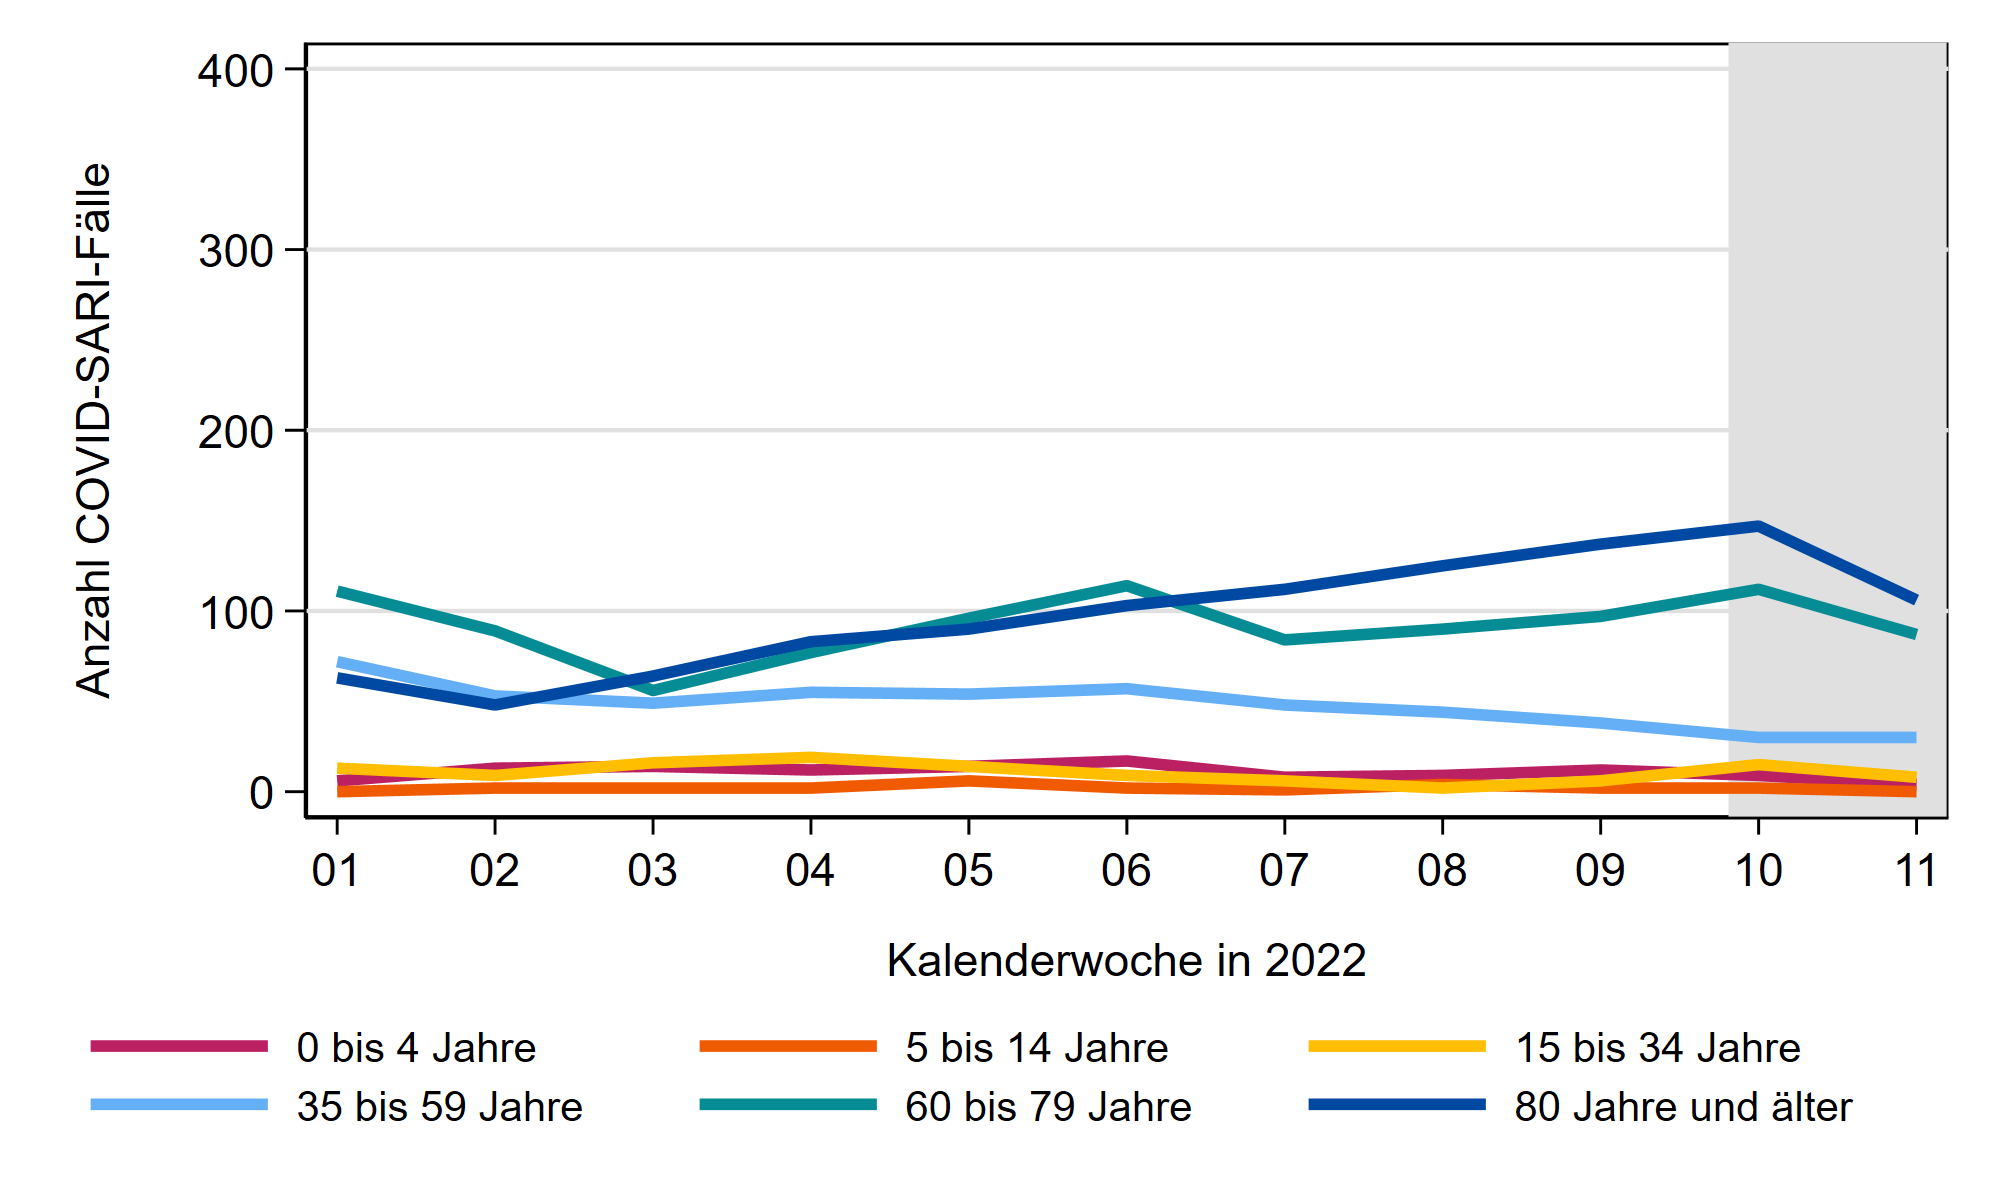 400
300
200
100
0
Anzahl COVID-SARI-Fälle
01 02 03 04 05 06 07 08 09 10 11
Kalenderwoche in 2022
0 bis 4 Jahre 5 bis 14 Jahre 15 bis 34 Jahre
35 bis 59 Jahre 60 bis 79 Jahre 80 Jahre und älter